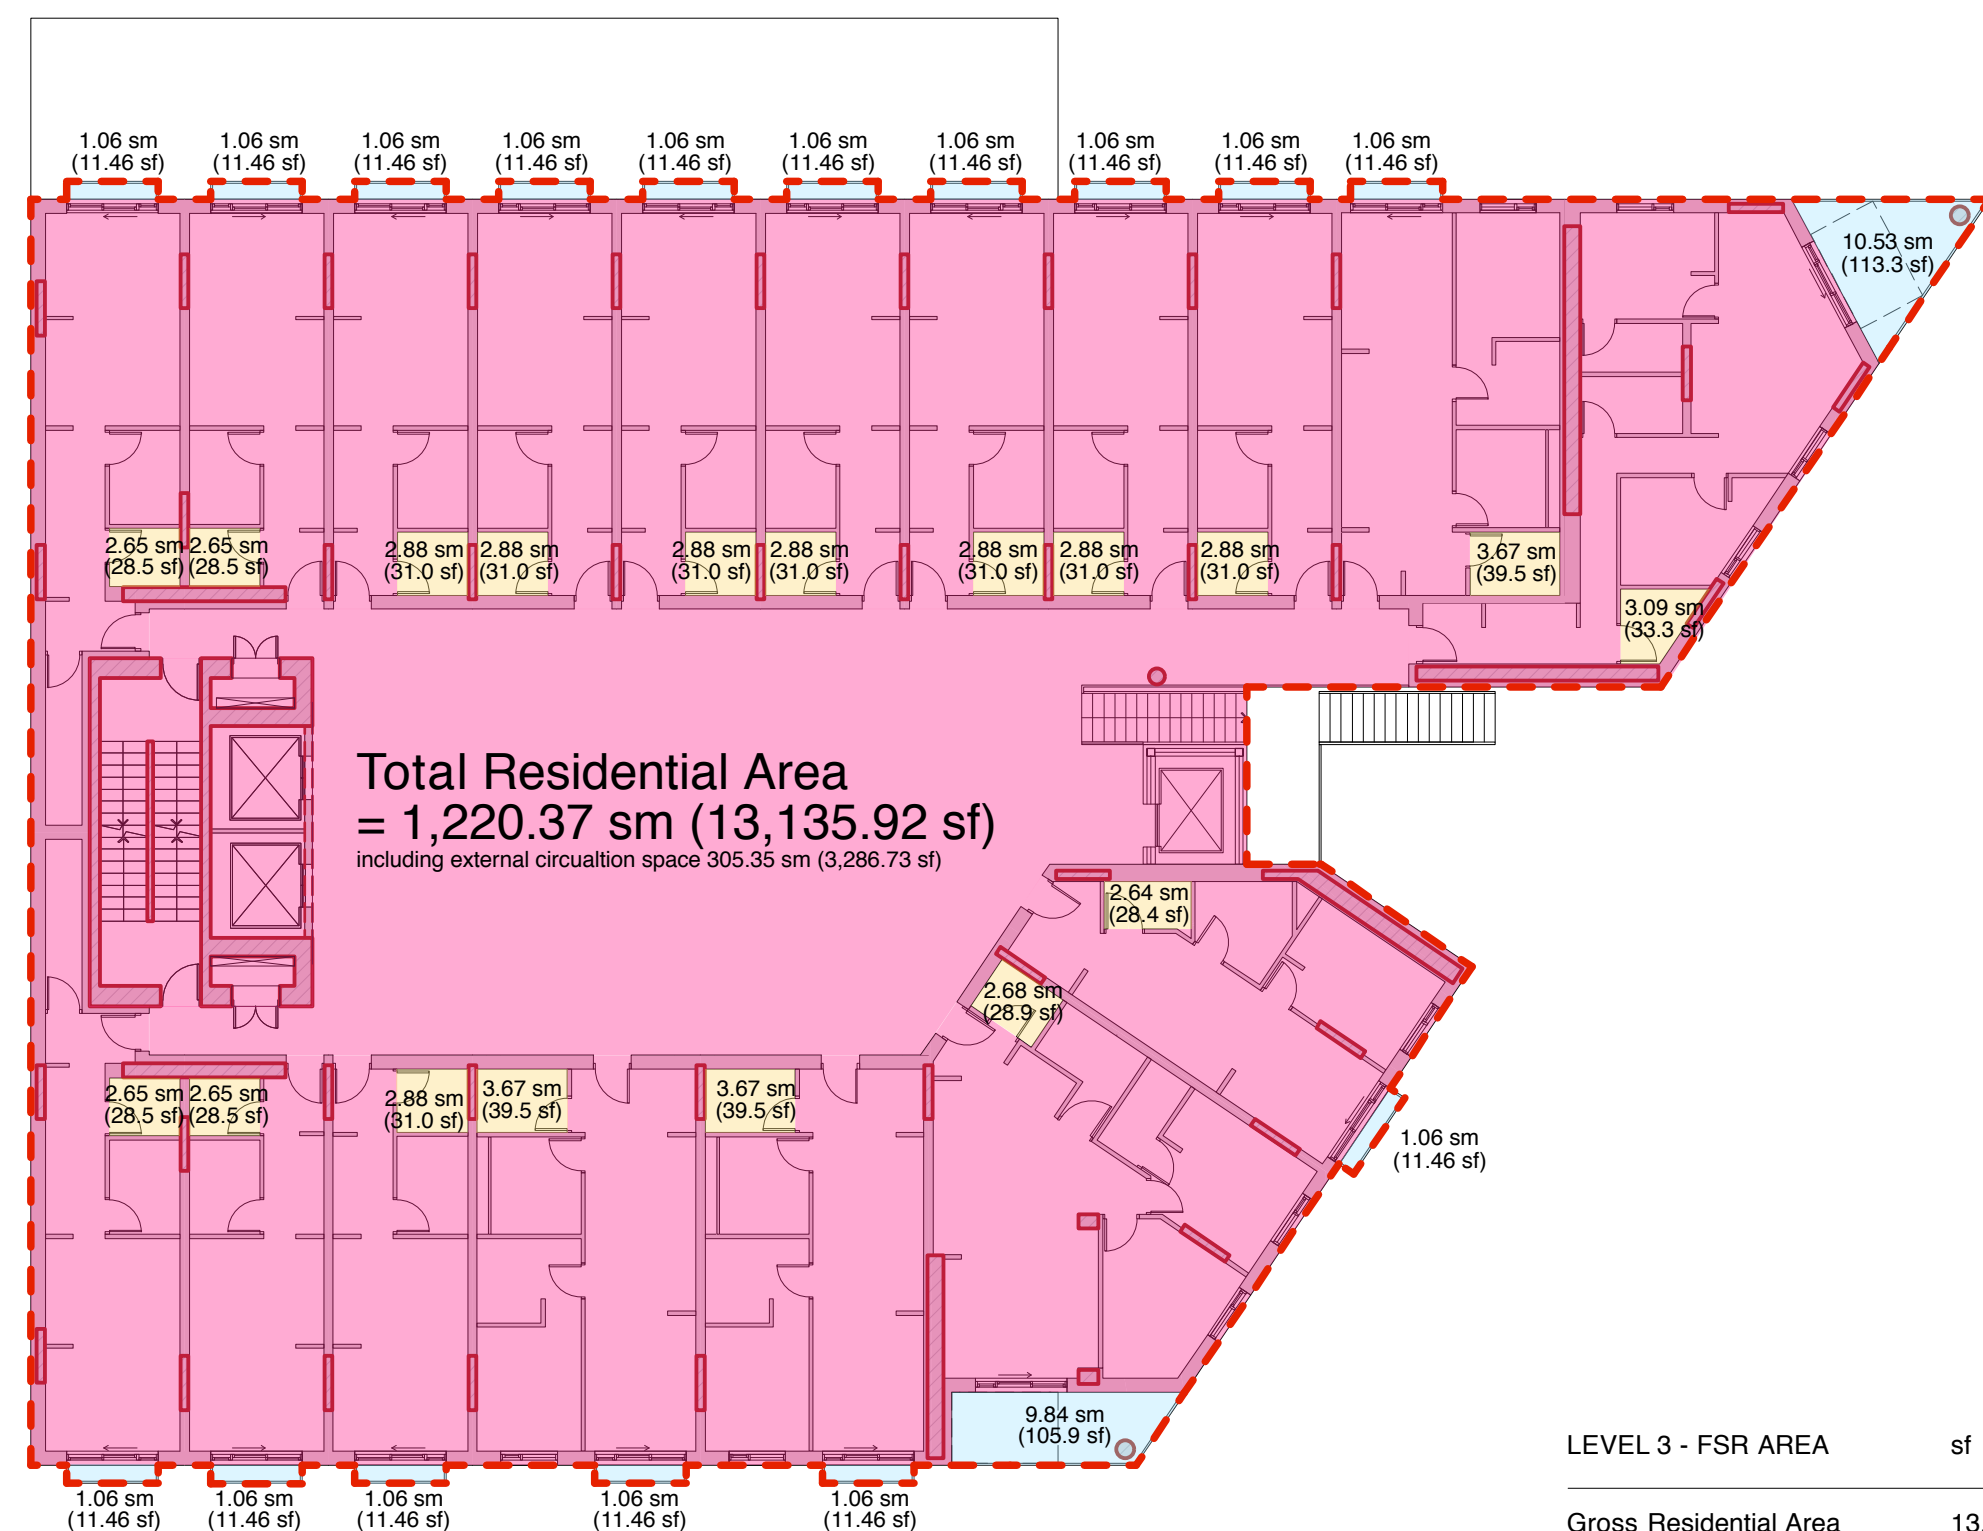 1.06 sm 1.06 sm 1.06 sm 1.06 sm 1.06 sm 1.06 sm 1.06 sm 1.06 sm 1.06 sm 1.06 sm
(11.46 sf) (11.46 sf) (11.46 sf) (11.46 sf) (11.46 sf) (11.46 sf) (11.46 sf) (11.46 sf) (11.46 sf) (11.46 sf)
10.53 sm
(113.3 sf)
2.65 sm 2.65 sm 2.88 sm 2.88 sm 2.88 sm 2.88 sm 2.88 sm 2.88 sm 2.88 sm 3.67 sm
(28.5 sf) (28.5 sf) (31.0 sf) (31.0 sf) (31.0 sf) (31.0 sf) (31.0 sf) (31.0 sf) (31.0 sf) (39.5 sf)
3.09 sm
(33.3 sf)
Total Residential Area
= 1,220.37 sm (13,135.92 sf)
including external circualtion space 305.35 sm (3,286.73 sf)
2.64 sm
(28.4 sf)
2.68 sm
(28.9 sf)
2.65 sm 2.65 sm 2.88 sm 3.67 sm 3.67 sm
(28.5 sf) (28.5 sf) (31.0 sf) (39.5 sf) (39.5 sf)
1.06 sm
(11.46 sf)
9.84 sm
(105.9 sf)
LEVEL 3 - FSR AREA sf
1.06 sm 1.06 sm 1.06 sm 1.06 sm 1.06 sm
(11.46 sf) (11.46 sf) (11.46 sf) (11.46 sf) (11.46 sf)
Gross Residential Area